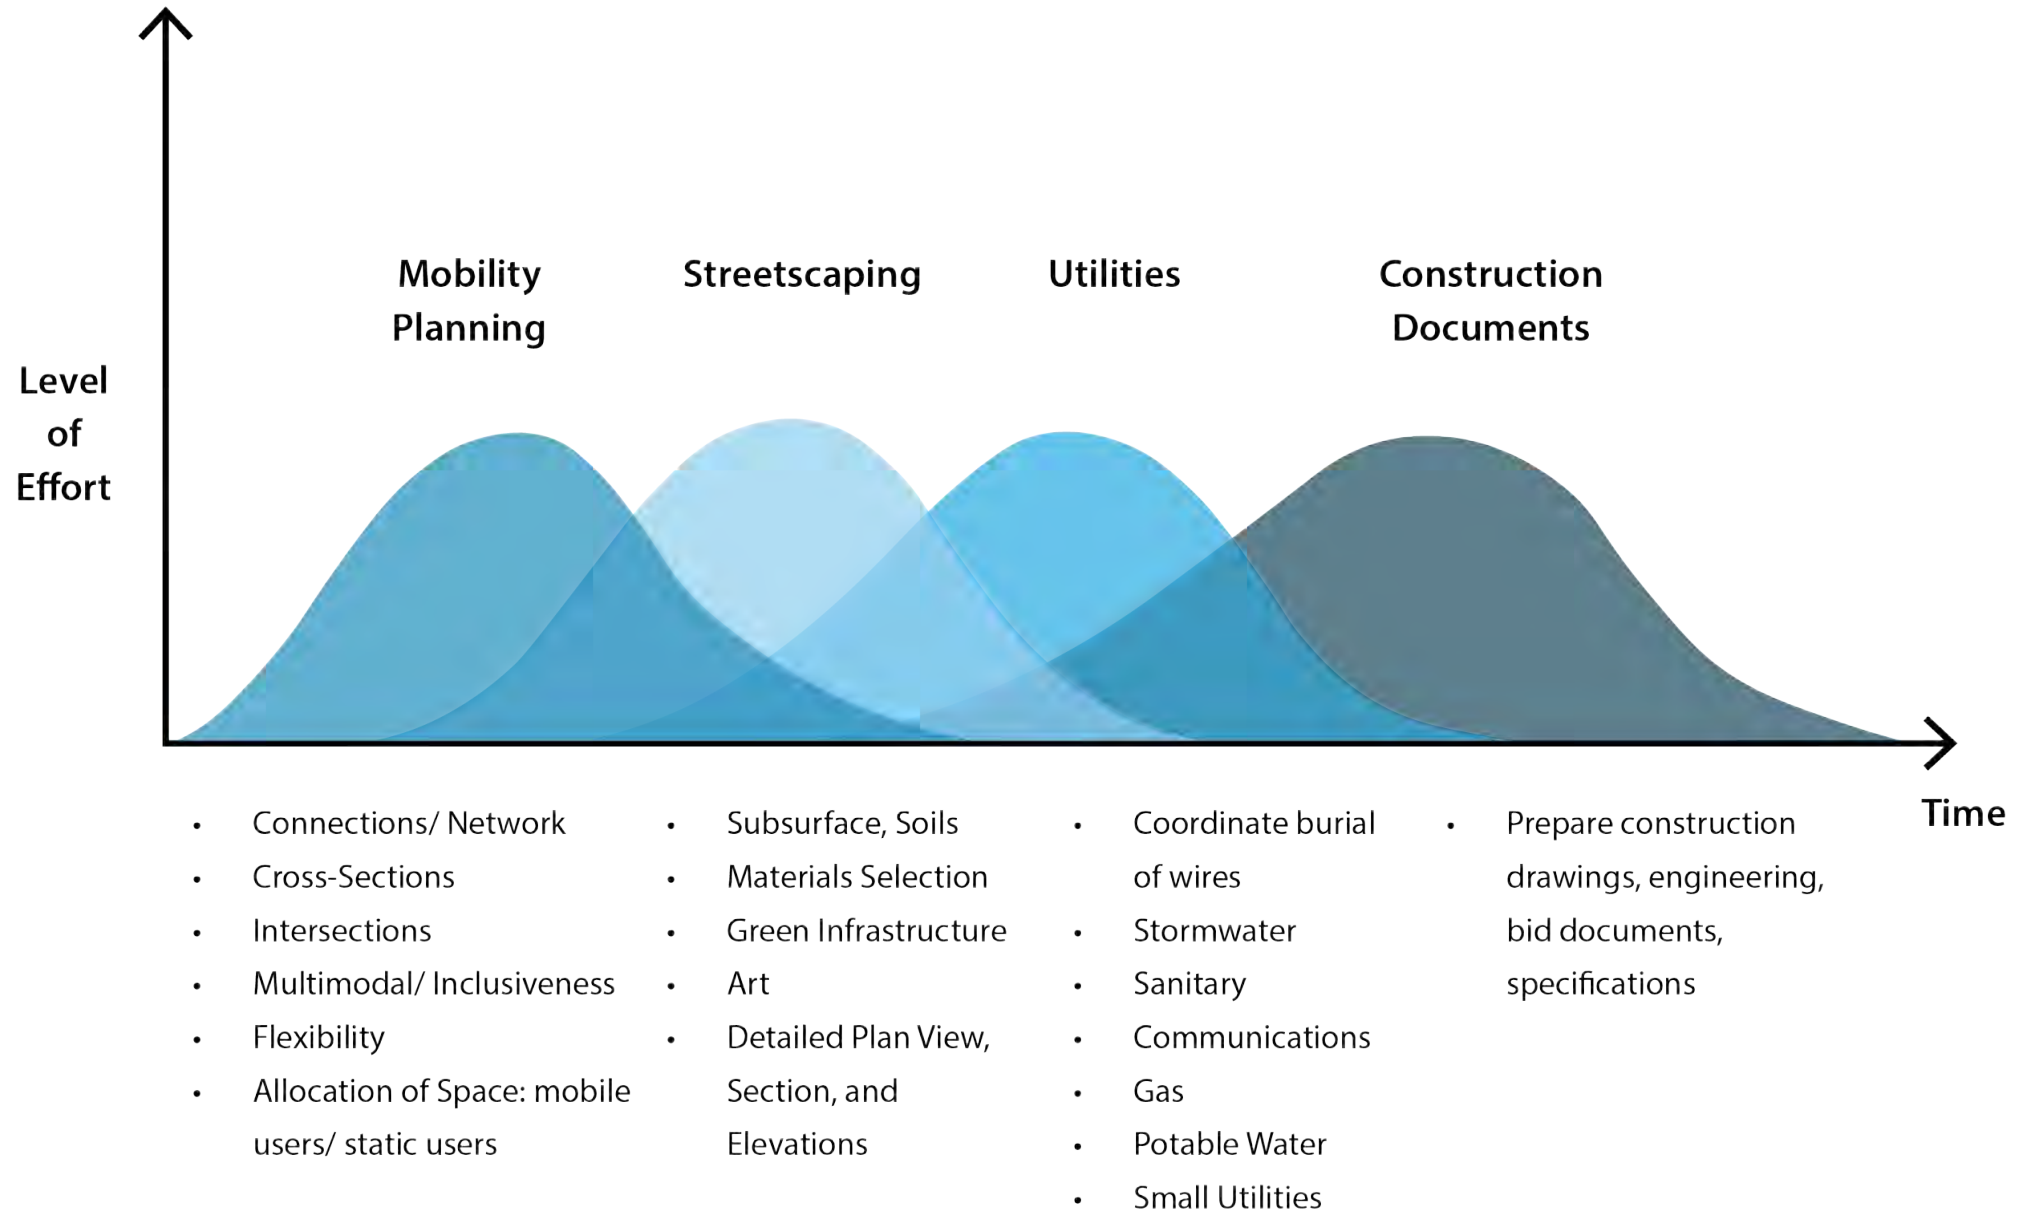 Mobility
Planning
Streetscaping
Utilities
Construction
Documents
Level
of
Effort
Time
• Connections/ Network
• Cross-Sections
• Intersections
• Multimodal/ Inclusiveness
• Flexibility
• Allocation of Space: mobile
users/ static users
• Subsurface, Soils
• Materials Selection
• Green Infrastructure
• Art
• Detailed Plan View,
Section, and
Elevations
• Coordinate burial
of wires
• Stormwater
• Sanitary
• Communications
• Gas
• Potable Water
• Small Utilities
• Prepare construction
drawings, engineering,
bid documents,
specifications